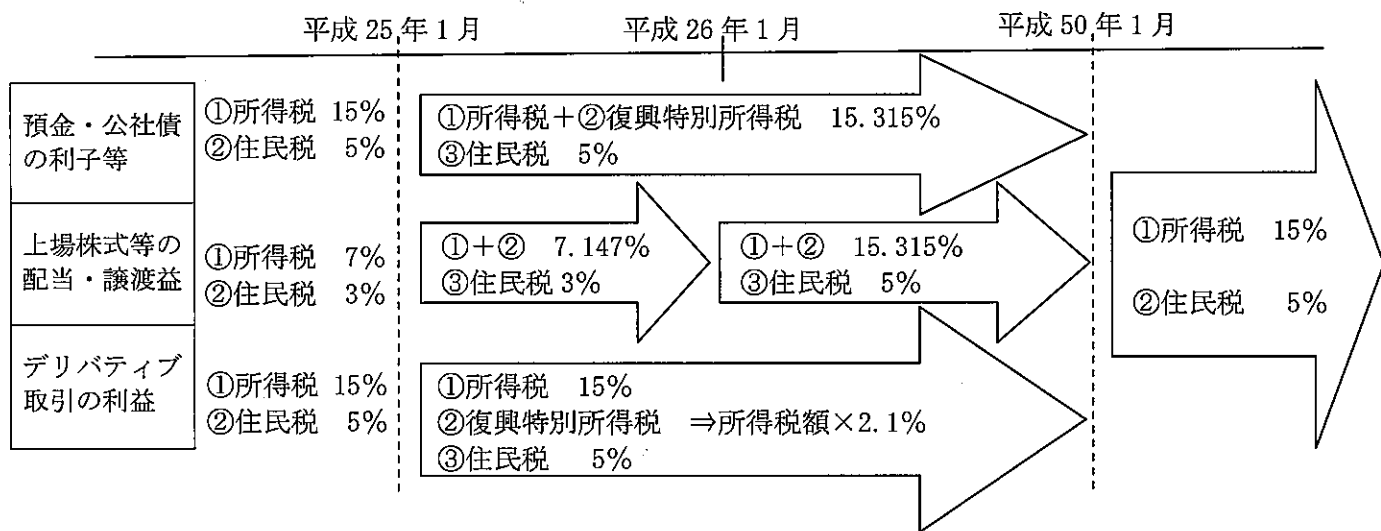 平成25年1月
平成26年1月
平成50年1月
預金・公社債
の利子等
①所得税 15%
②住民税 5%
①所得税+②復興特別所得税 15.315%
③住民税 5%
上場株式等の
配当・譲渡益
①所得税 7%
②住民税 3%
①+② 7.147%
③住民税 3%
①+② 15.315%
③住民税 5%
デリバティブ
取引の利益
①所得税 15%
②住民税 5%
①所得税 15%
②復興特別所得税 ⇒所得税額×2.1%
③住民税 5%
①所得税 15%
②住民税 5%